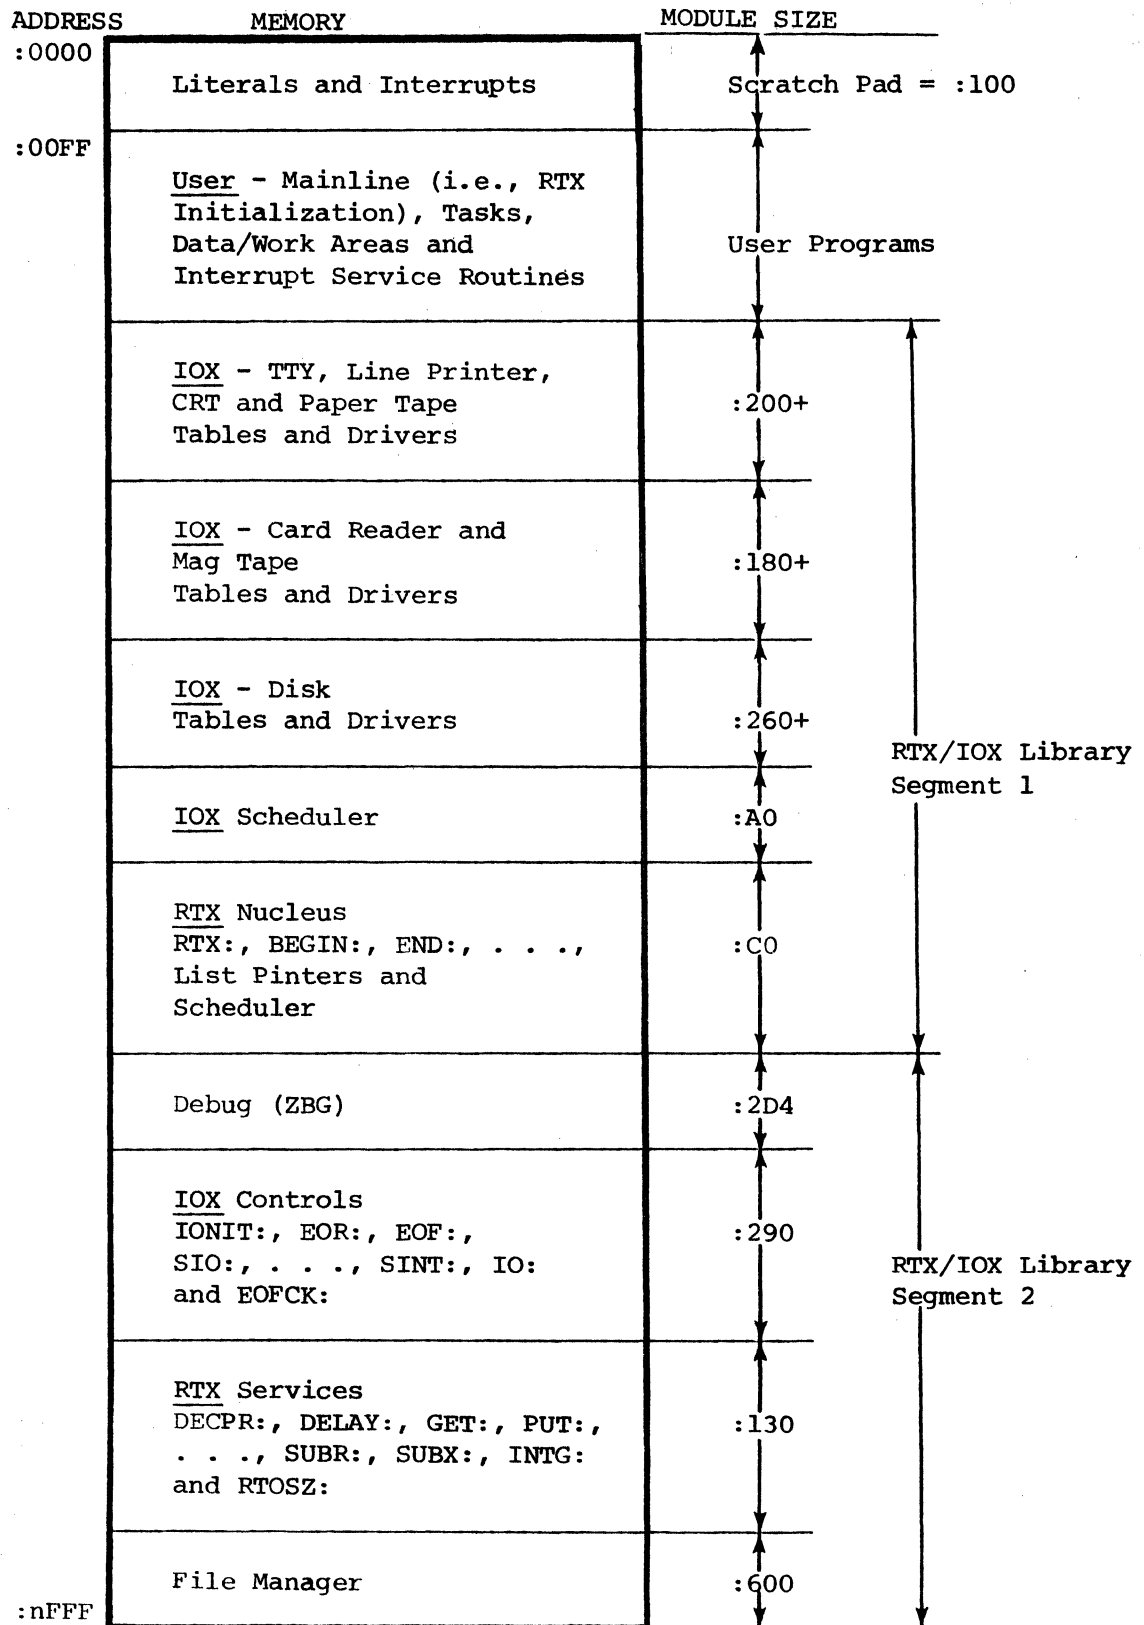 ADDRESS MEMORY MODULE SIZE
:0000
Literals and Interrupts Scratch Pad = :100
:00FF
User - Mainline (i.e., RTX
Initialization), Tasks,
Data/Work Areas and User Programs
Interrupt Service Routines
IOX - TTY, Line Printer,
CRT and Paper Tape :200+
Tables and Drivers
IOX - Card Reader and
Mag Tape :180+
Tables and Drivers
IOX - Disk
Tables and Drivers :260+
RTX/IOX Library
Segment 1
IOX Scheduler :A0
RTX Nucleus
RTX:, BEGIN:, END:, . . ., :C0
List Pinters and
Scheduler
Debug (ZBG) :2D4
IOX Controls
IONIT:, EOR:, EOF:, :290
SIO:, . . ., SINT:, IO: RTX/IOX Library
and EOFCK: Segment 2
RTX Services
DECPR:, DELAY:, GET:, PUT:, :130
. . ., SUBR:, SUBX:, INTG:
and RTOSZ:
File Manager :600
:nFFF